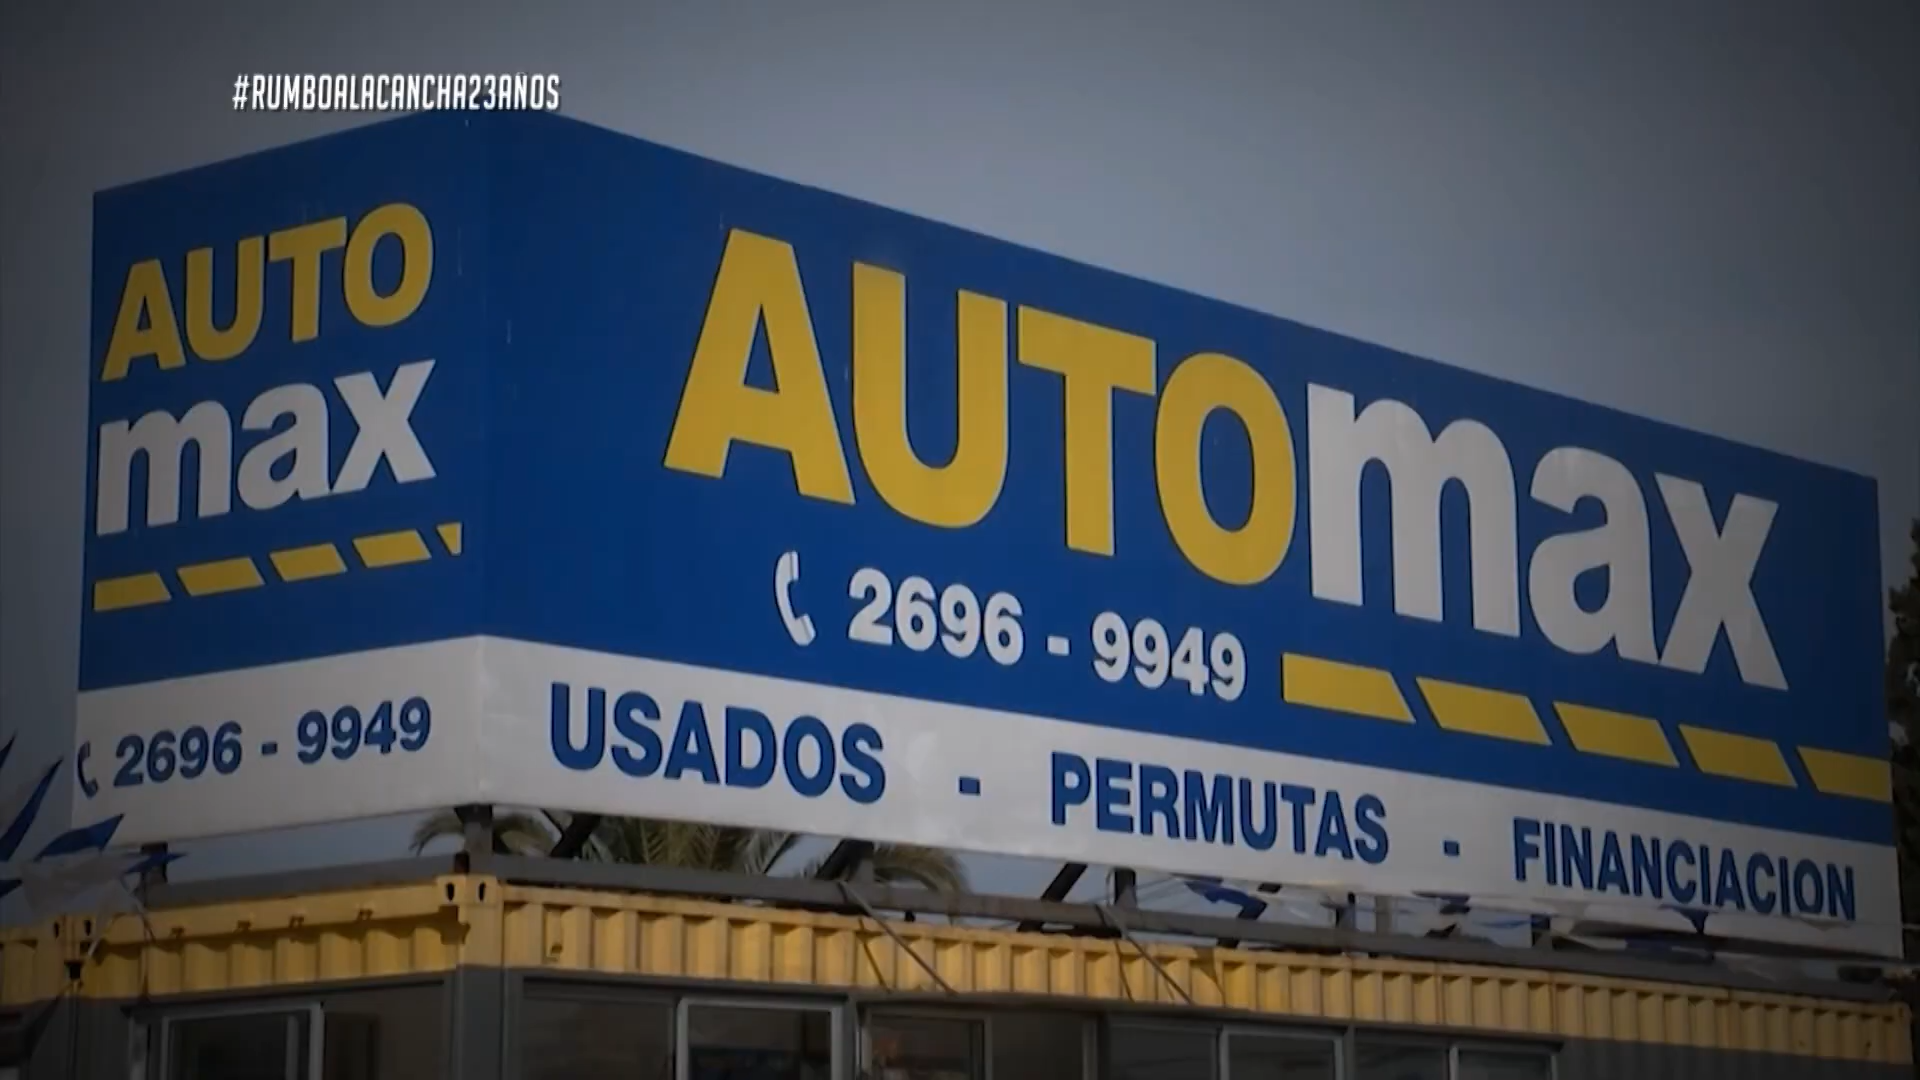 #RUMBOALACANCHA23AÑOS
AUTO
max
2696 - 9949
AUTOmax
2696 - 9949
USADOS - PERMUTAS - FINANCIACION